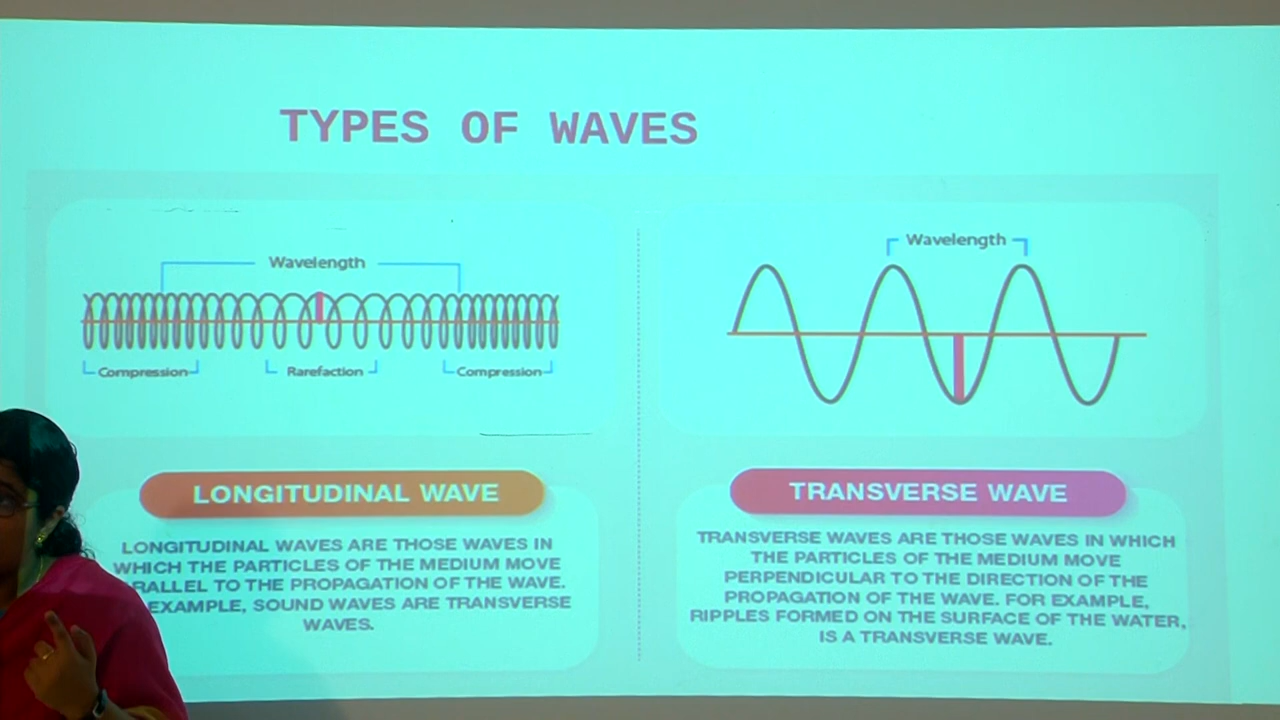 TYPES OF WAVES
Wavelength
Compression
Rarefaction
Compression
LONGITUDINAL WAVE
LONGITUDINAL WAVES ARE THOSE WAVES IN
WHICH THE PARTICLES OF THE MEDIUM MOVE
RALLEL TO THE PROPAGATION OF THE WAVE.
EXAMPLE, SOUND WAVES ARE TRANSVERSE
WAVES.
Wavelength
TRANSVERSE WAVE
TRANSVERSE WAVES ARE THOSE WAVES IN WHICH
THE PARTICLES OF THE MEDIUM MOVE
PERPENDICULAR TO THE DIRECTION OF THE
PROPAGATION OF THE WAVE. FOR EXAMPLE,
RIPPLES FORMED ON THE SURFACE OF THE WATER,
IS A TRANSVERSE WAVE.